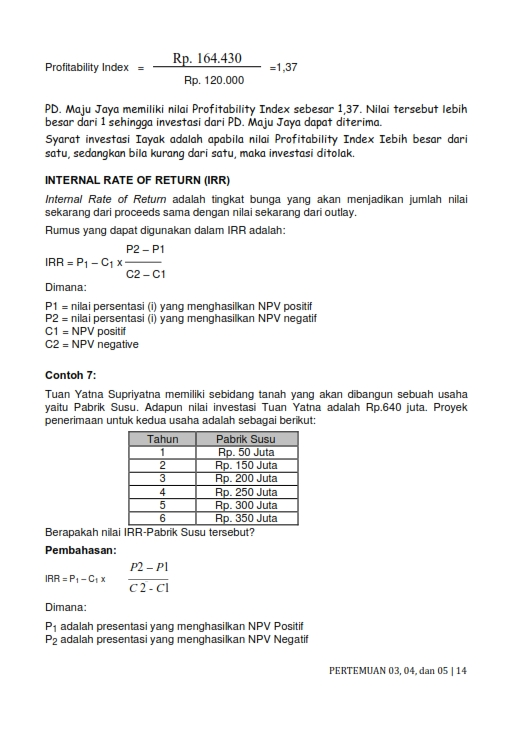 Rp. 164.430
Profitability Index = =1,37
Rp. 120.000
PD. Maju Jaya memiliki nilai Profitability Index sebesar 1,37. Nilai tersebut lebih
besar dari 1 sehingga investasi dari PD. Maju Jaya dapat diterima.
Syarat investasi Iayak adalah apabila nilai Profitability Index Iebih besar dari
satu, sedangkan bila kurang dari satu, maka investasi ditolak.
INTERNAL RATE OF RETURN (IRR)
Internal Rate of Return adalah tingkat bunga yang akan menjadikan jumlah nilai
sekarang dari proceeds sama dengan nilai sekarang dari outlay.
Rumus yang dapat digunakan dalam IRR adalah:
P2 – P1
IRR = P1 – C1 x
C2 – C1
Dimana:
P1 = nilai persentasi (i) yang menghasilkan NPV positif
P2 = nilai persentasi (i) yang menghasilkan NPV negatif
C1 = NPV positif
C2 = NPV negative
Contoh 7:
Tuan Yatna Supriyatna memiliki sebidang tanah yang akan dibangun sebuah usaha
yaitu Pabrik Susu. Adapun nilai investasi Tuan Yatna adalah Rp.640 juta. Proyek
penerimaan untuk kedua usaha adalah sebagai berikut:
Tahun Pabrik Susu
1 Rp. 50 Juta
2 Rp. 150 Juta
3 Rp. 200 Juta
4 Rp. 250 Juta
5 Rp. 300 Juta
6 Rp. 350 Juta
Berapakah nilai IRR-Pabrik Susu tersebut?
Pembahasan:
P2 – P1
IRR = P1 – C1 x
C 2 - C1
Dimana:
P1 adalah presentasi yang menghasilkan NPV Positif
P2 adalah presentasi yang menghasilkan NPV Negatif
PERTEMUAN 03, 04, dan 05 | 14